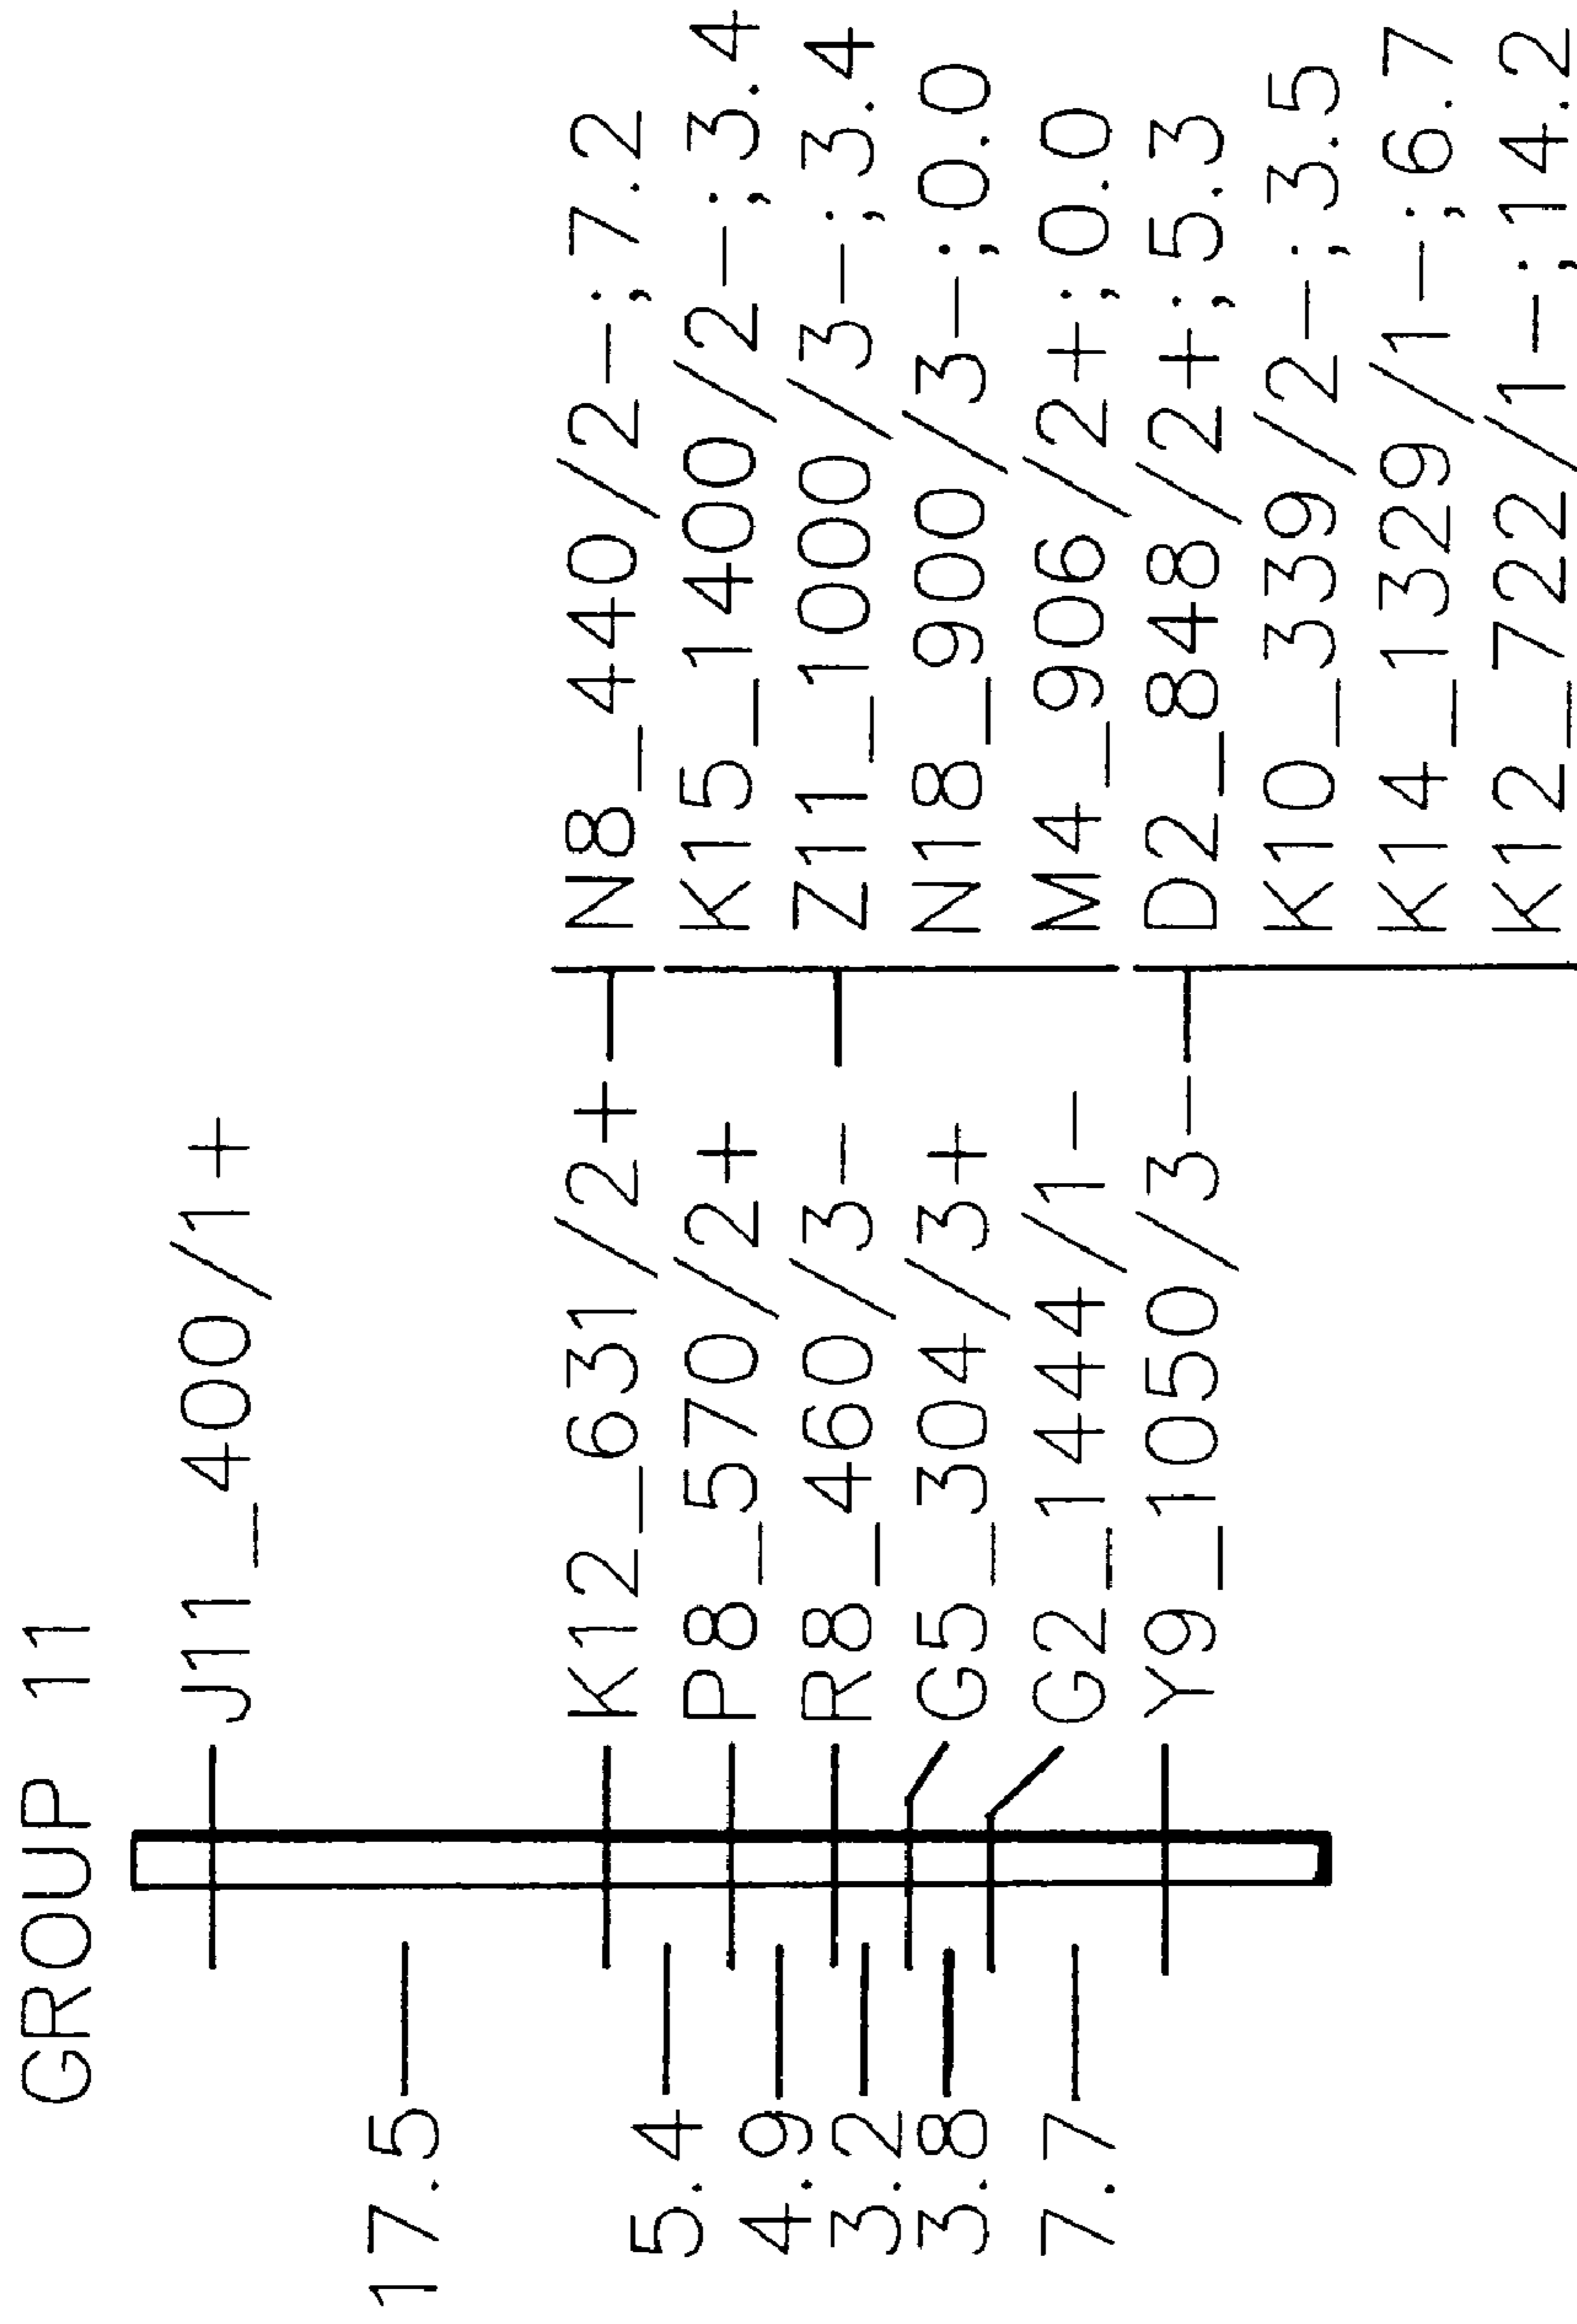 GROUP 11
J11_400/1+
17.5
K12_631/2+
N8_440/2-;7.2
5.4
P8_570/2+
K15_1400/2-;3.4
4.9
R8_460/3-
Z11_1000/3-;3.4
3.2
G5_304/3+
N18_900/3-;0.0
3.8
G2_1444/1-
M4_906/2+;0.0
7.7
Y9_1050/3-
D2_848/2+;5.3
K10_339/2-;3.5
K14_1329/1-;6.7
K12_722/1-;14.2